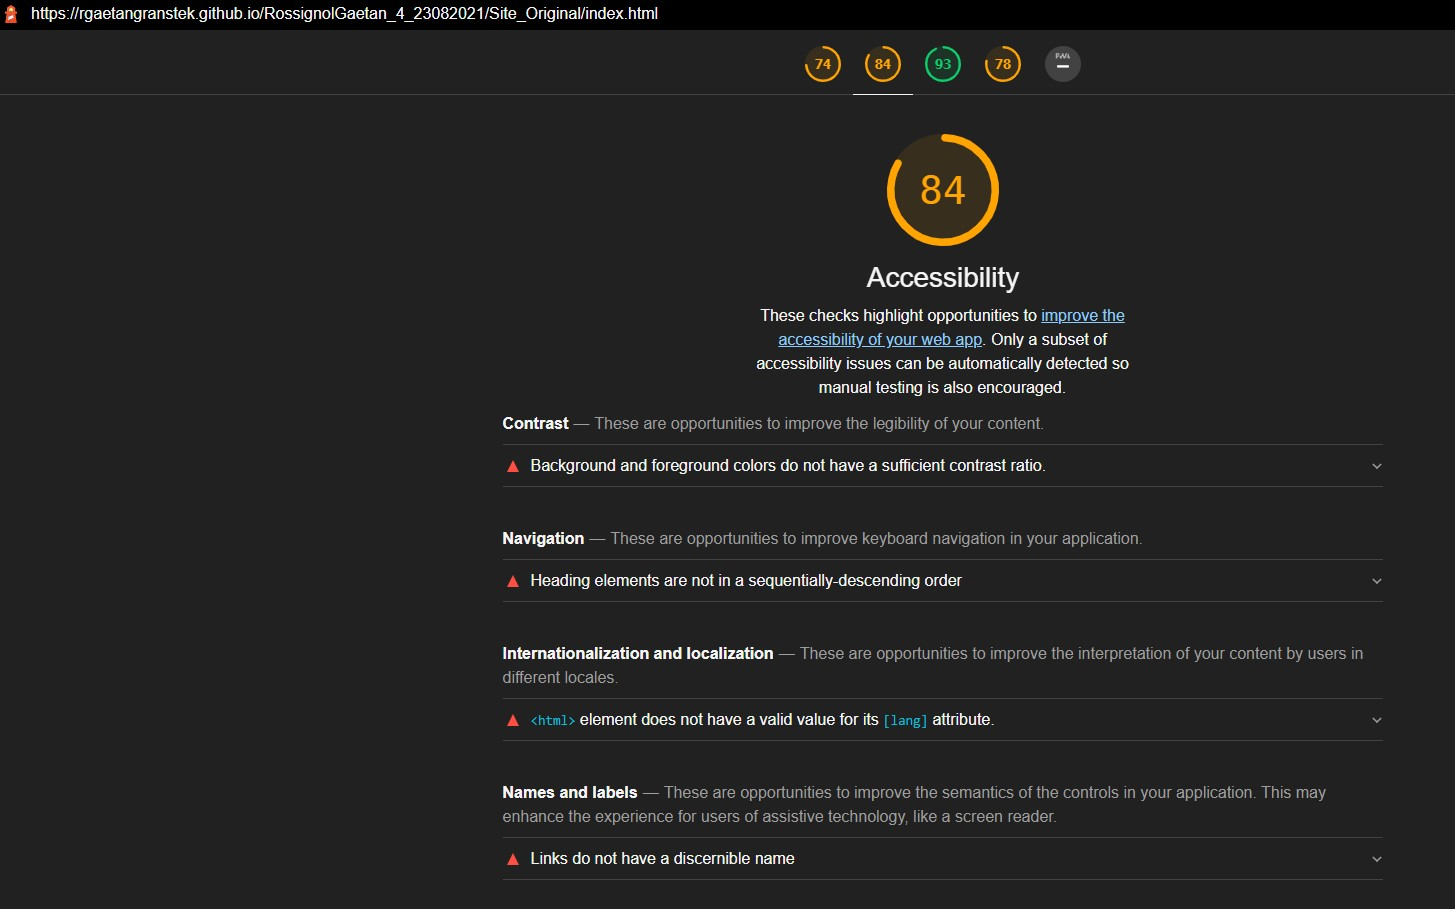 https://rgaetangranstek.github.io/RossignolGaetan_4_23082021/Site_Original/index.html
74 84 93 78 PWA
84
Accessibility
These checks highlight opportunities to improve the
accessibility of your web app. Only a subset of
accessibility issues can be automatically detected so
manual testing is also encouraged.
Contrast — These are opportunities to improve the legibility of your content.
Background and foreground colors do not have a sufficient contrast ratio.
Navigation — These are opportunities to improve keyboard navigation in your application.
Heading elements are not in a sequentially-descending order
Internationalization and localization — These are opportunities to improve the interpretation of your content by users in
different locales.
<html> element does not have a valid value for its [lang] attribute.
Names and labels — These are opportunities to improve the semantics of the controls in your application. This may
enhance the experience for users of assistive technology, like a screen reader.
Links do not have a discernible name